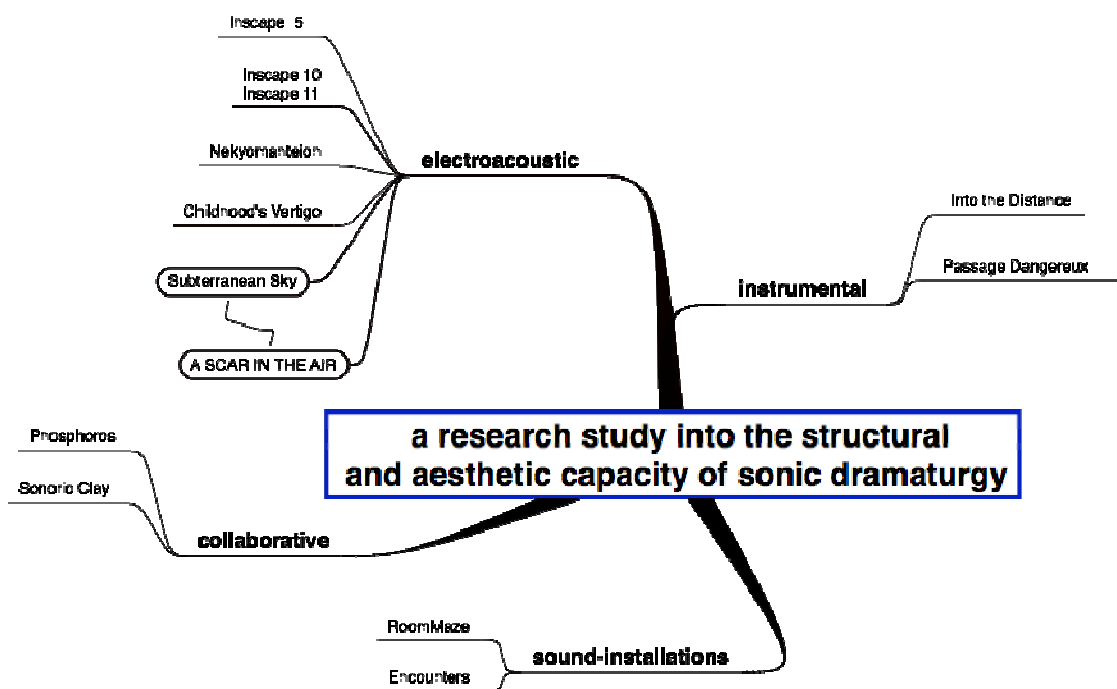 Inscape 5
Inscape 10
Inscape 11
Nekyomanteion
Childhood's Vertigo
Subterranean Sky
A SCAR IN THE AIR
electroacoustic
Into the Distance
Passage Dangereux
instrumental
a research study into the structural
and aesthetic capacity of sonic dramaturgy
Phosphoros
Sonoric Clay
collaborative
RoomMaze
Encounters
sound-installations